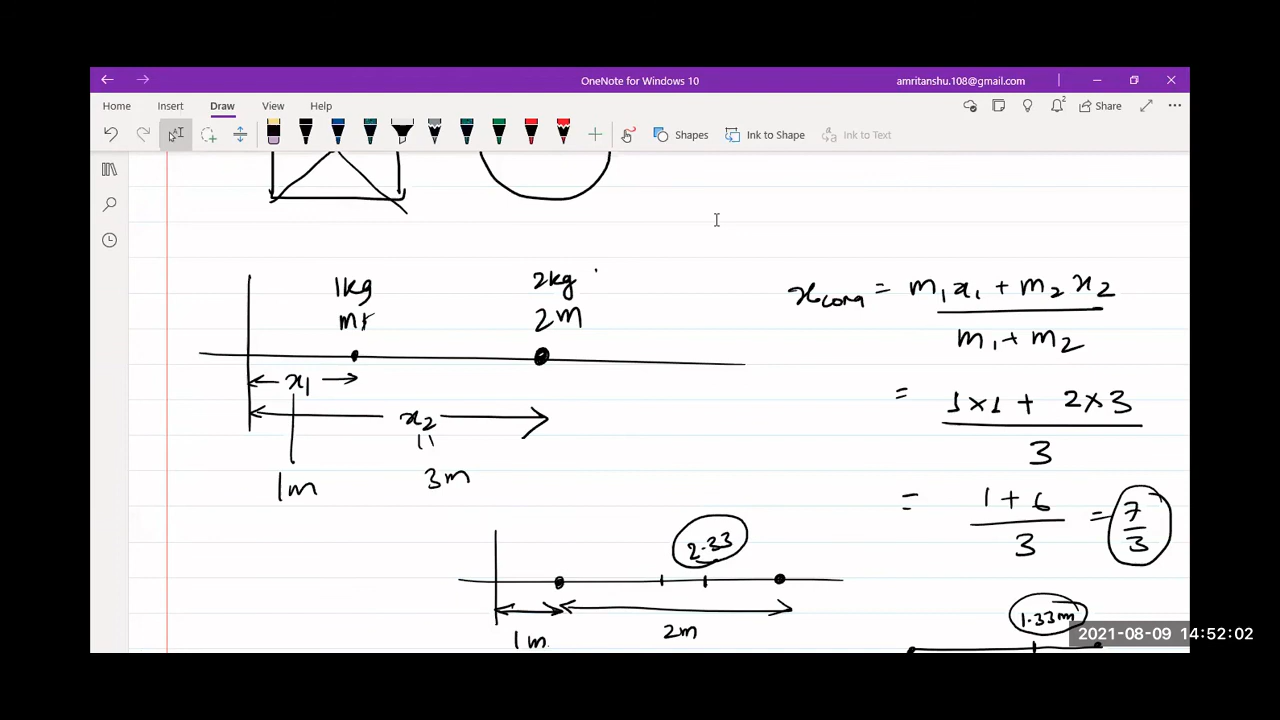 OneNote for Windows 10
amritanshu.108@gmail.com
Home Insert Draw View Help
2
Share
Shapes
Ink to Shape
Ink to Text
1kg
2kg
2m
x1
x2
1m
3m
xcom = m1x1 + m2x2
m1 + m2
= 1×1 + 2×3
3
= 1 + 6
3
= 7
3
2.33
1m
2m
1.33m
2021-08-09 14:52:02